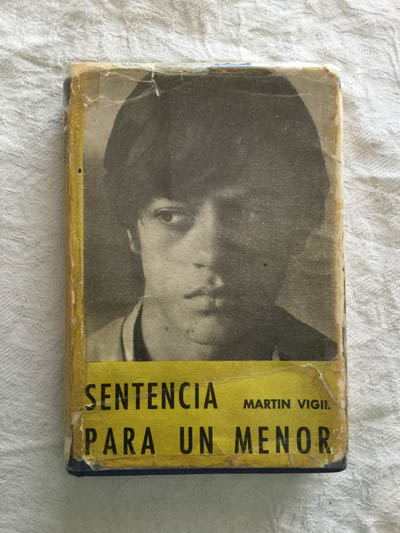 SENTENCIA MARTIN VIGIL
PARA UN MENOR